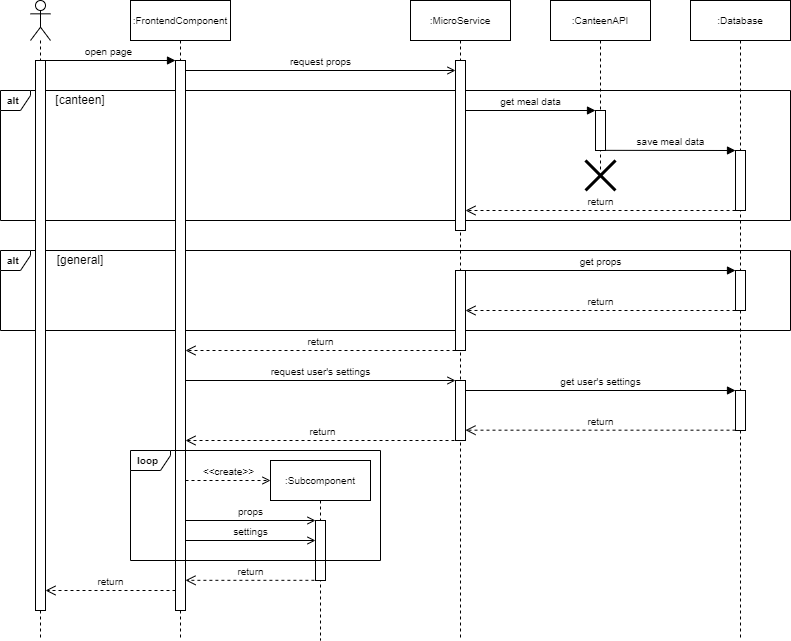 :FrontendComponent
:MicroService
:CanteenAPI
:Database
open page
request props
alt
[canteen]
get meal data
save meal data
return
alt
[general]
get props
return
return
request user's settings
get user's settings
return
return
loop
<<create>>
:Subcomponent
props
settings
return
return